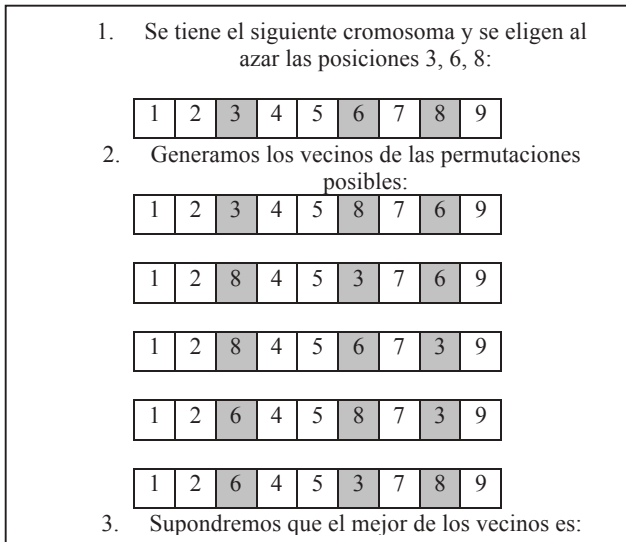 1. Se tiene el siguiente cromosoma y se eligen al
azar las posiciones 3, 6, 8:
1 2 3 4 5 6 7 8 9
2. Generamos los vecinos de las permutaciones
posibles:
1 2 3 4 5 8 7 6 9
1 2 8 4 5 3 7 6 9
1 2 8 4 5 6 7 3 9
1 2 6 4 5 8 7 3 9
1 2 6 4 5 3 7 8 9
3. Supondremos que el mejor de los vecinos es: